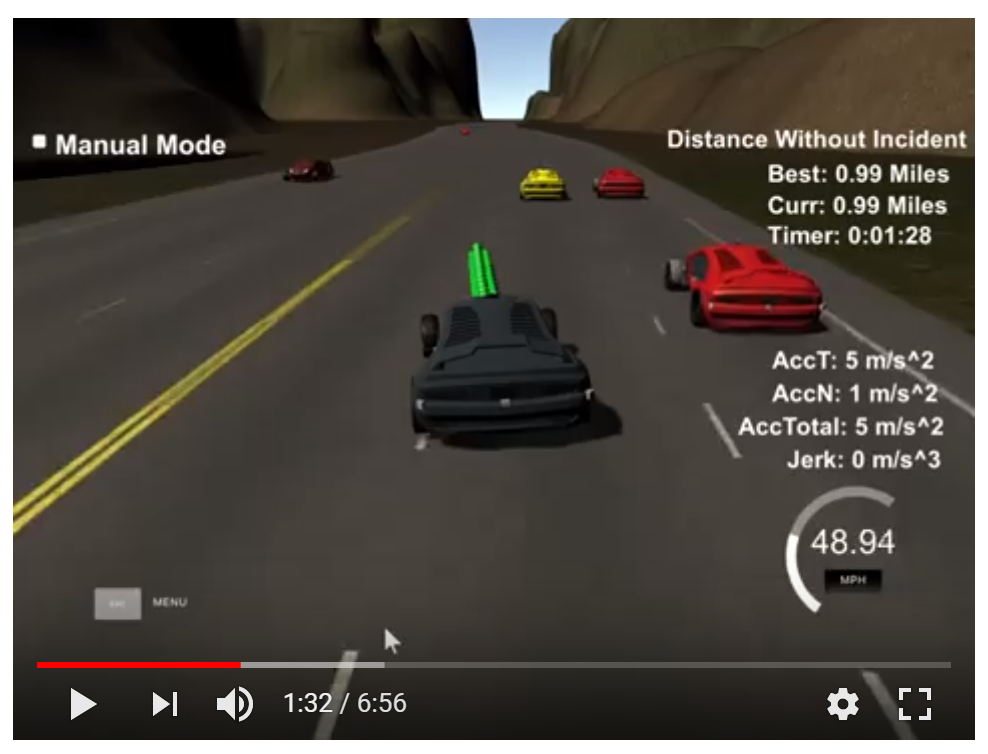 Manual Mode
Distance Without Incident
Best: 0.99 Miles
Curr: 0.99 Miles
Timer: 0:01:28
AccT: 5 m/s^2
AccN: 1 m/s^2
AccTotal: 5 m/s^2
Jerk: 0 m/s^3
48.94
MPH
MENU
1:32 / 6:56